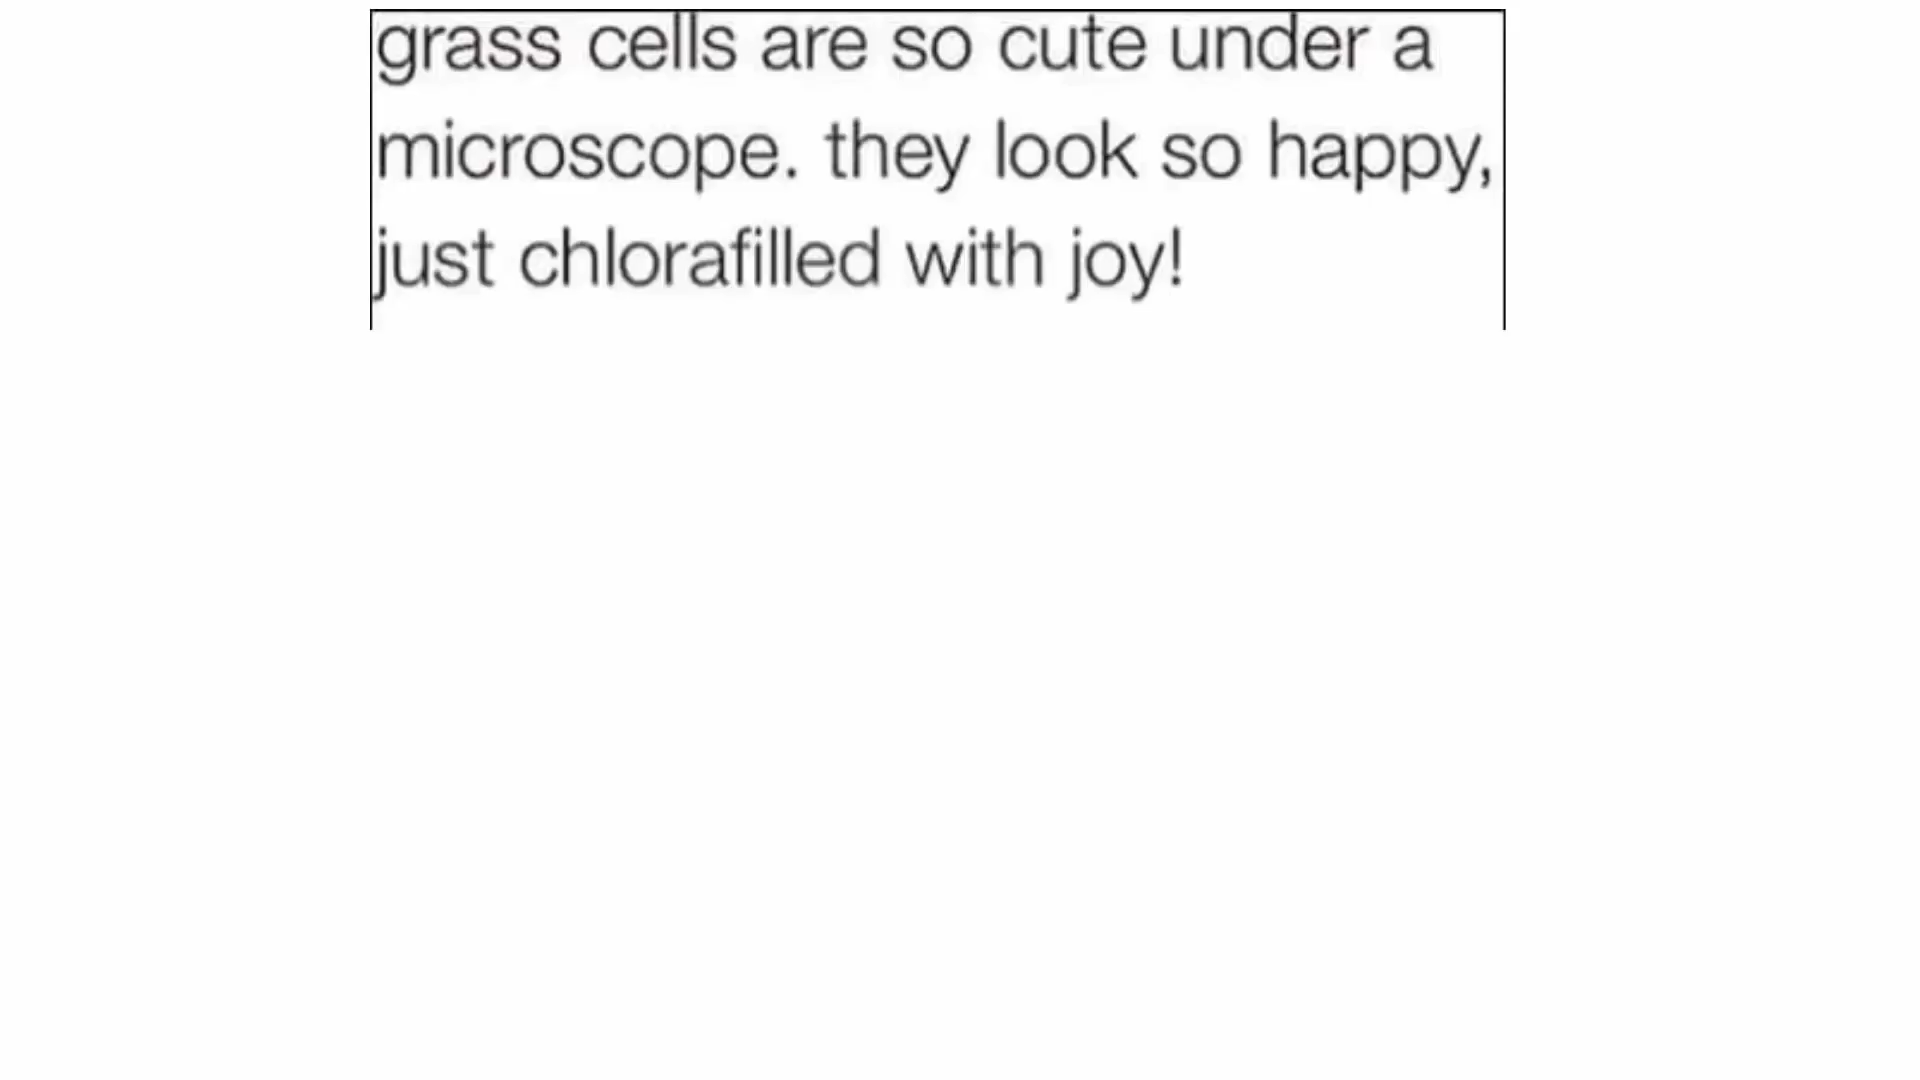 grass cells are so cute under a
microscope. they look so happy,
just chlorafilled with joy!